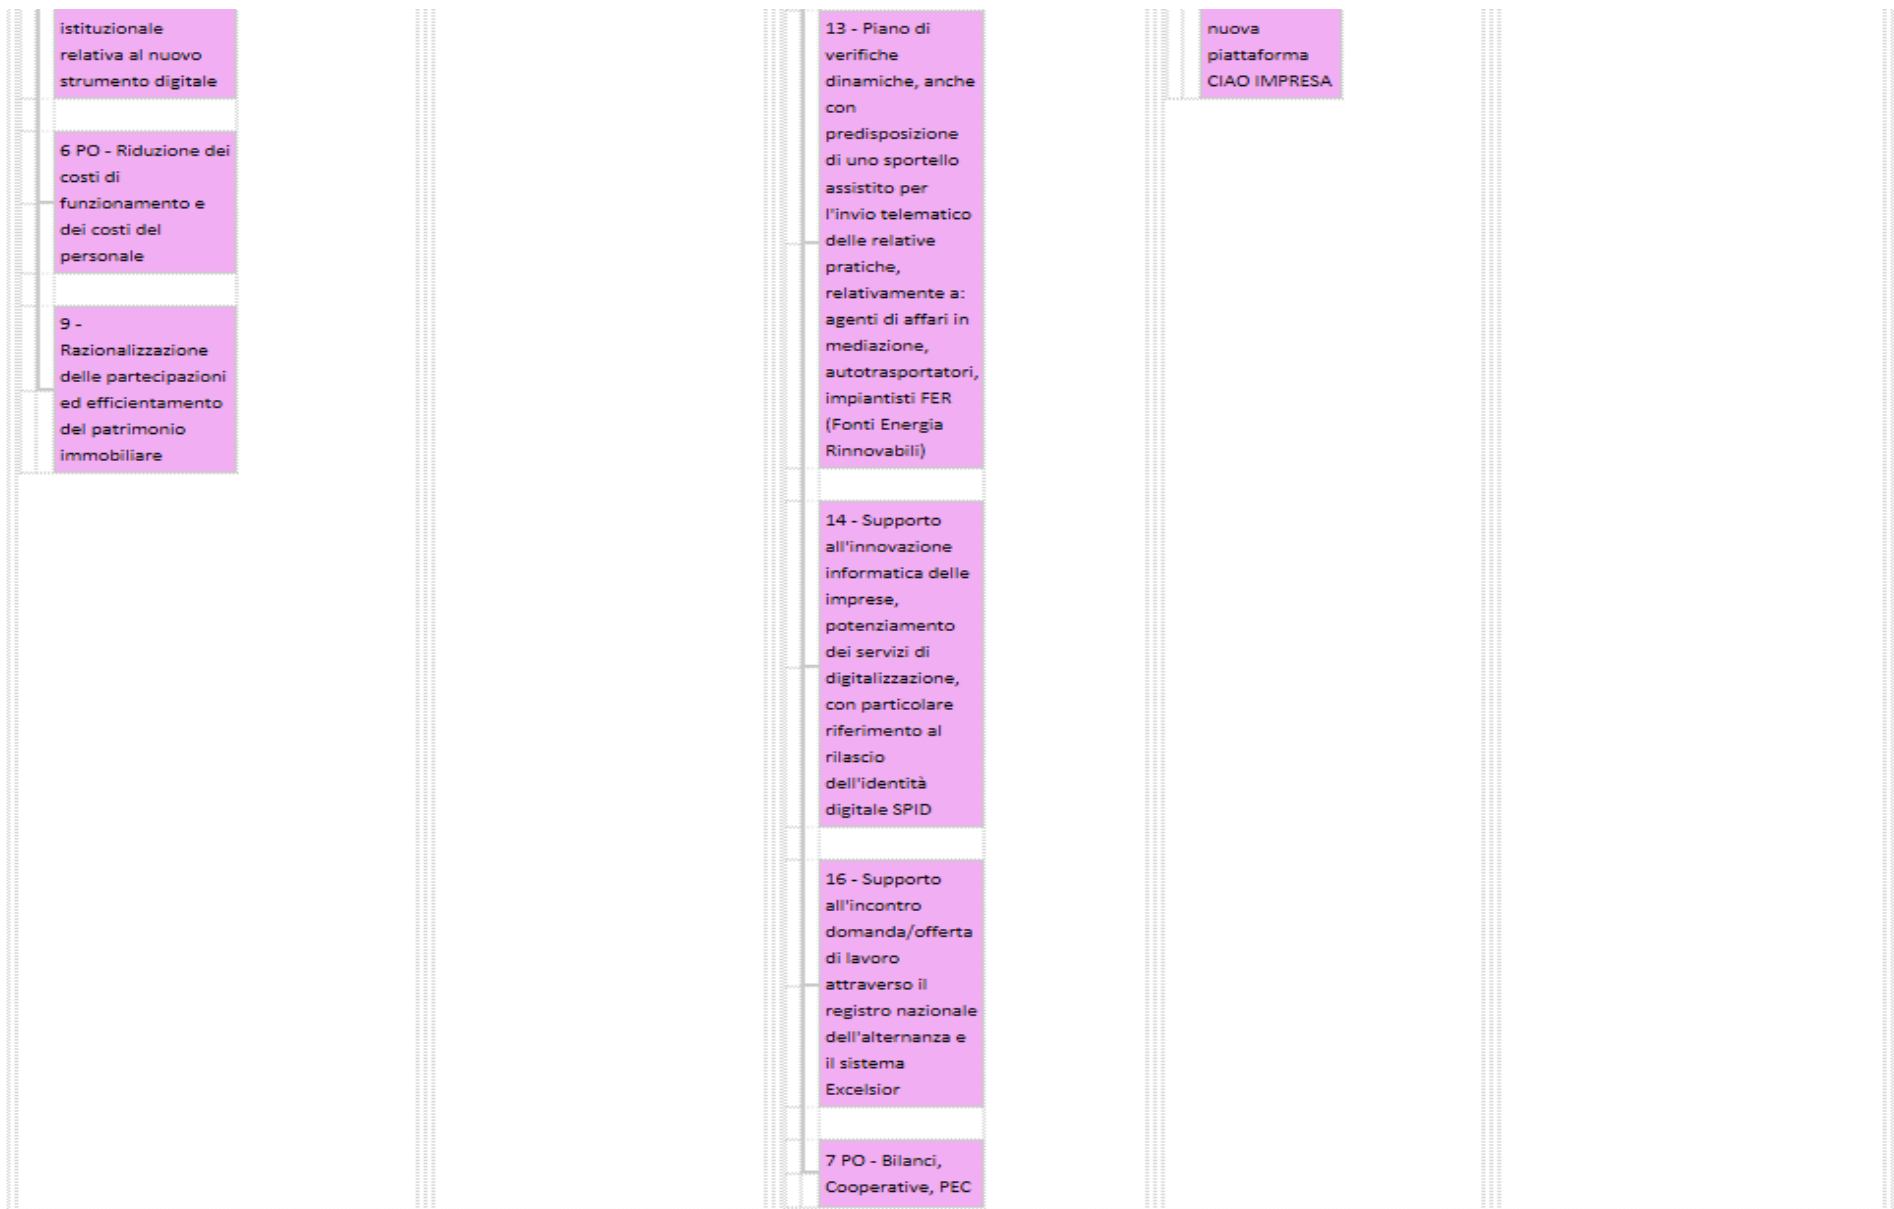 istituzionale
relativa al nuovo
strumento digitale
6 PO - Riduzione dei
costi di
funzionamento e
dei costi del
personale
9 -
Razionalizzazione
delle partecipazioni
ed efficientamento
del patrimonio
immobiliare
13 - Piano di
verifiche
dinamiche, anche
con
predisposizione
di uno sportello
assistito per
l'invio telematico
delle relative
pratiche,
relativamente a:
agenti di affari in
mediazione,
autotrasportatori,
impiantisti FER
(Fonti Energia
Rinnovabili)
14 - Supporto
all'innovazione
informatica delle
imprese,
potenziamento
dei servizi di
digitalizzazione,
con particolare
riferimento al
rilascio
dell'identità
digitale SPID
16 - Supporto
all'incontro
domanda/offerta
di lavoro
attraverso il
registro nazionale
dell'alternanza e
il sistema
Excelsior
7 PO - Bilanci,
Cooperative, PEC
nuova
piattaforma
CIAO IMPRESA